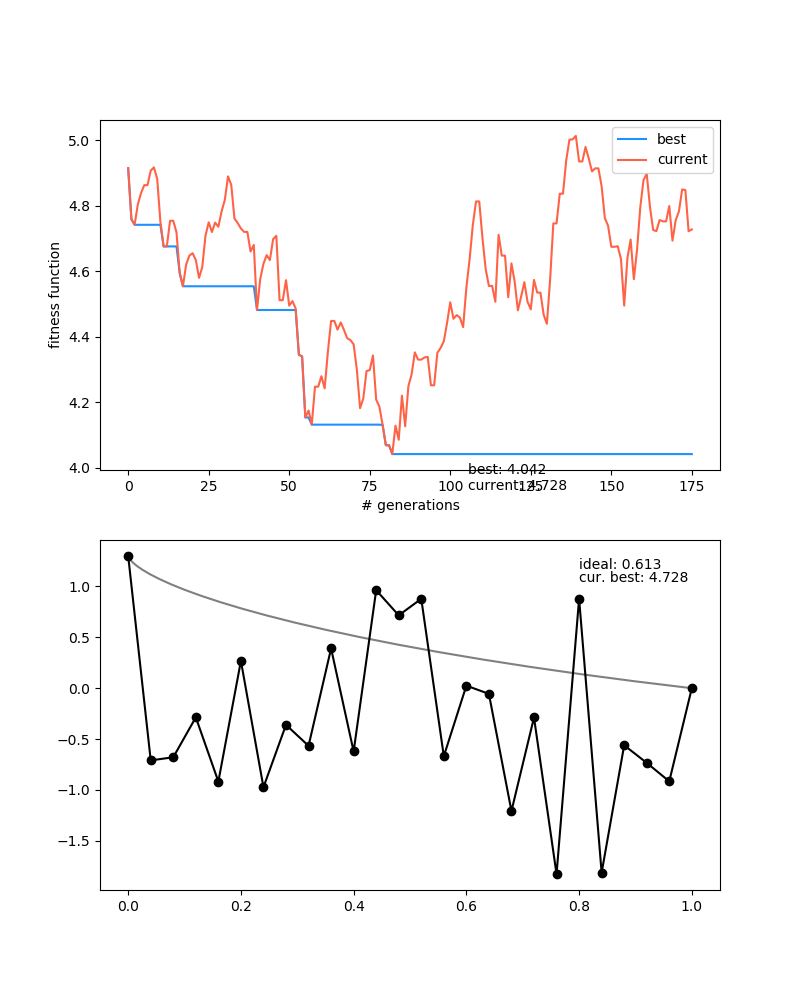 5.0
4.8
4.6
4.4
4.2
4.0
fitness function
best
current
best: 4.042
current: 4.728
0 25 50 75 100 125 150 175
# generations
ideal: 0.613
cur. best: 4.728
1.0
0.5
0.0
−0.5
−1.0
−1.5
0.0 0.2 0.4 0.6 0.8 1.0